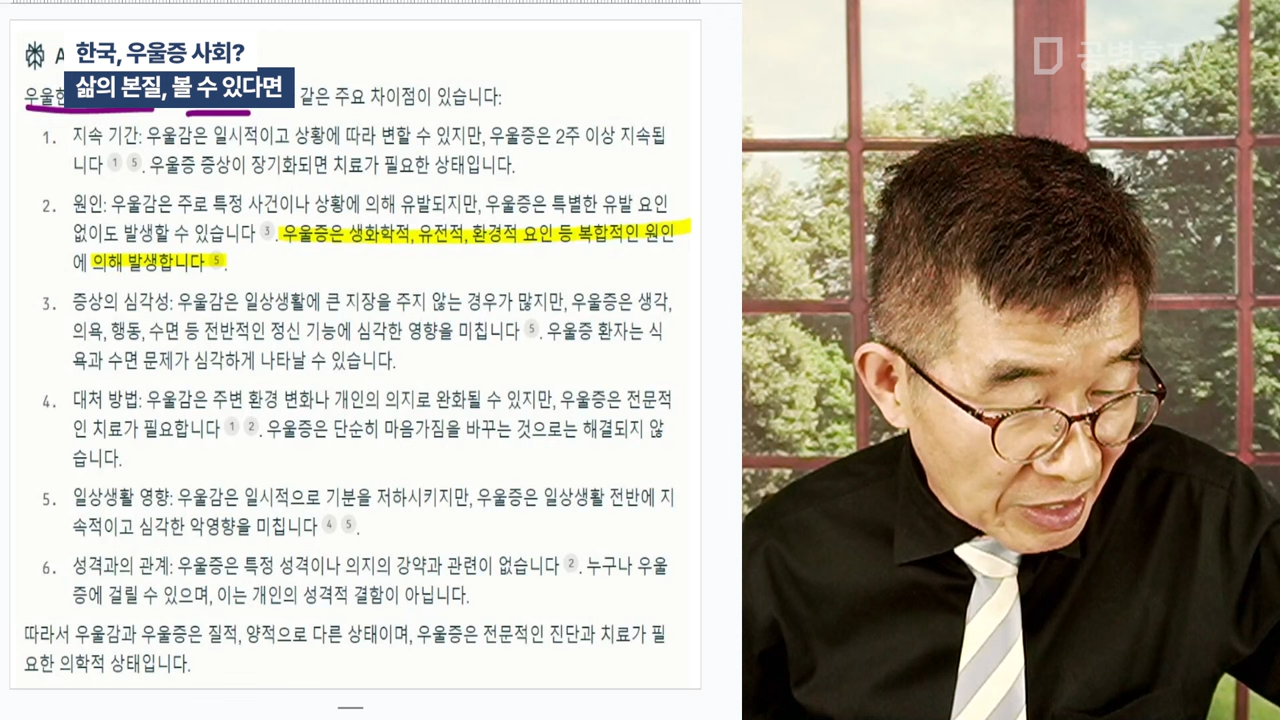 한국, 우울증 사회?
삶의 본질, 볼 수 있다면
공병호TV
A
우울한
같은 주요 차이점이 있습니다:
1. 지속 기간: 우울감은 일시적이고 상황에 따라 변할 수 있지만, 우울증은 2주 이상 지속됩
니다 1 5. 우울증 증상이 장기화되면 치료가 필요한 상태입니다.
2. 원인: 우울감은 주로 특정 사건이나 상황에 의해 유발되지만, 우울증은 특별한 유발 요인
없이도 발생할 수 있습니다 3. 우울증은 생화학적, 유전적, 환경적 요인 등 복합적인 원인
에 의해 발생합니다 5.
3. 증상의 심각성: 우울감은 일상생활에 큰 지장을 주지 않는 경우가 많지만, 우울증은 생각,
의욕, 행동, 수면 등 전반적인 정신 기능에 심각한 영향을 미칩니다 5. 우울증 환자는 식
욕과 수면 문제가 심각하게 나타날 수 있습니다.
4. 대처 방법: 우울감은 주변 환경 변화나 개인의 의지로 완화될 수 있지만, 우울증은 전문적
인 치료가 필요합니다 1 2. 우울증은 단순히 마음가짐을 바꾸는 것으로는 해결되지 않
습니다.
5. 일상생활 영향: 우울감은 일시적으로 기분을 저하시키지만, 우울증은 일상생활 전반에 지
속적이고 심각한 악영향을 미칩니다 4 5.
6. 성격과의 관계: 우울증은 특정 성격이나 의지의 강약과 관련이 없습니다 2. 누구나 우울
증에 걸릴 수 있으며, 이는 개인의 성격적 결함이 아닙니다.
따라서 우울감과 우울증은 질적, 양적으로 다른 상태이며, 우울증은 전문적인 진단과 치료가 필
요한 의학적 상태입니다.